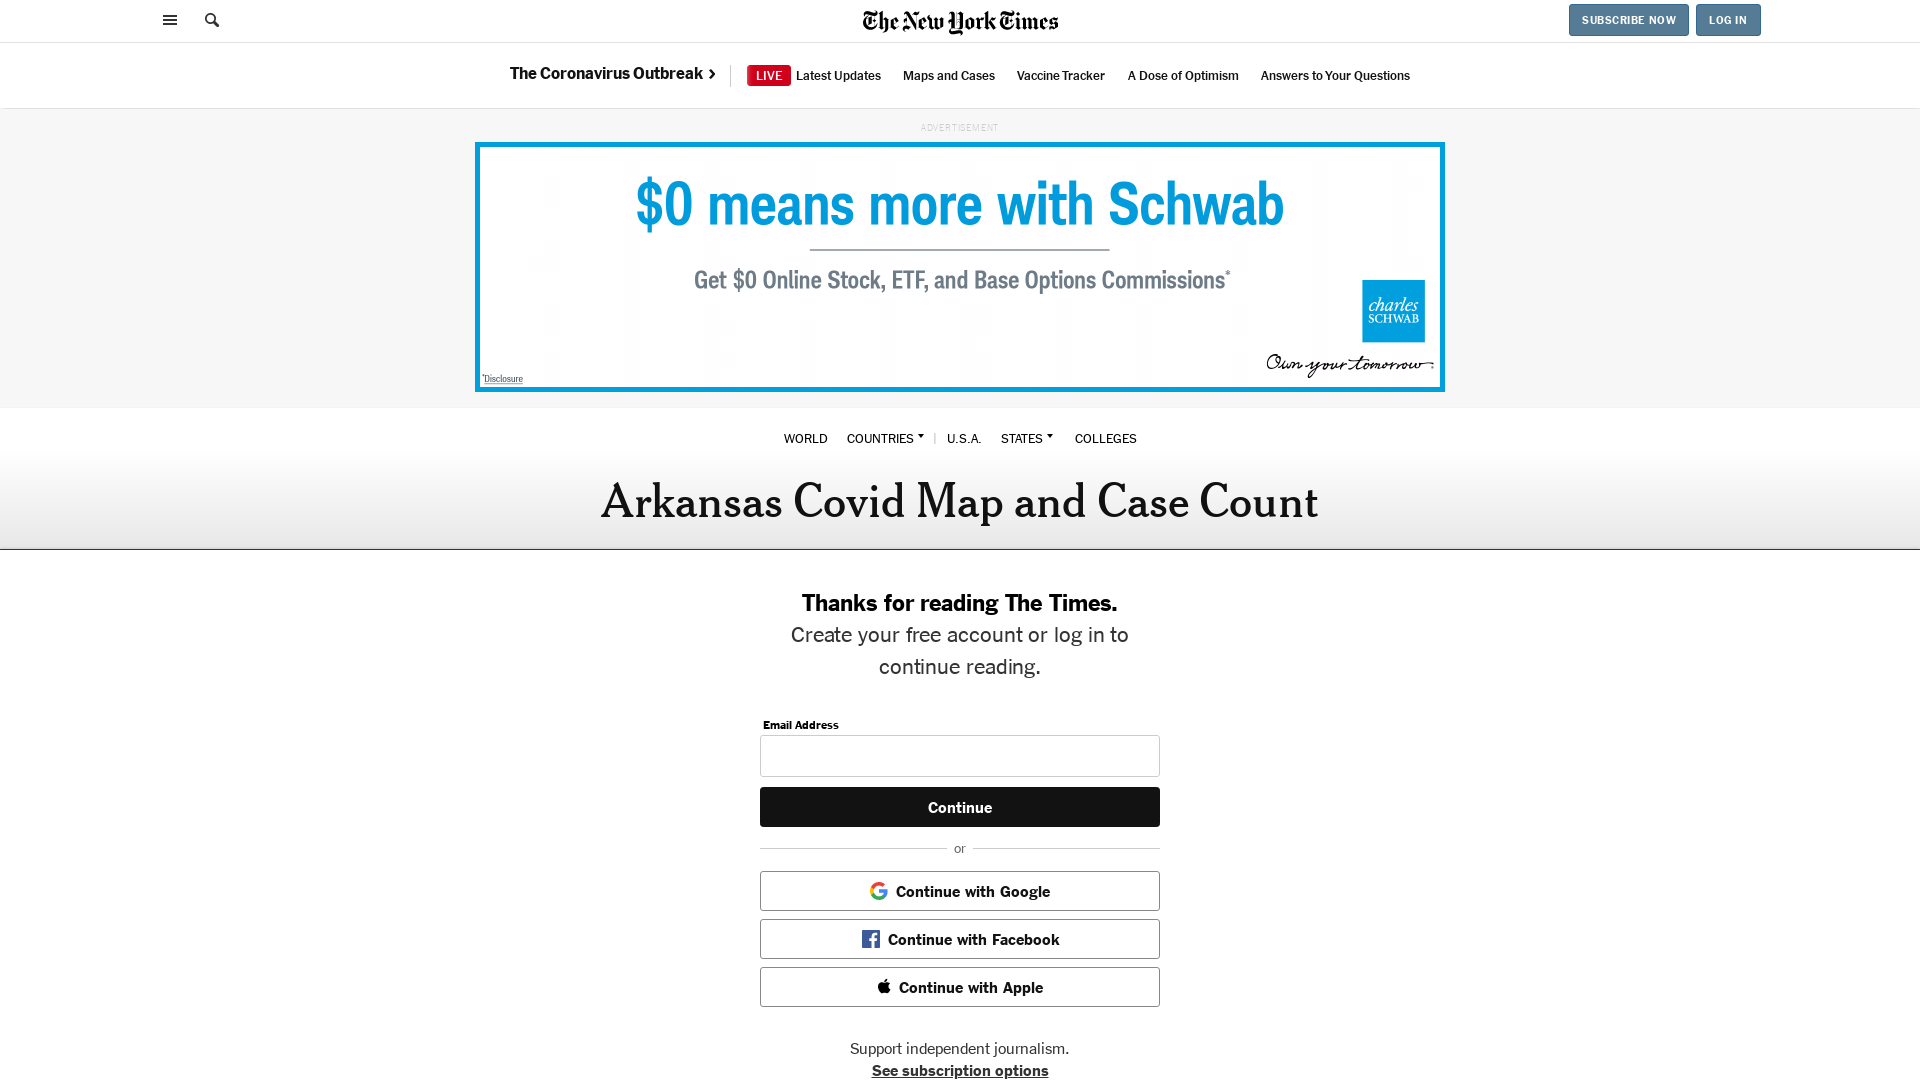 The New York Times
SUBSCRIBE NOW
LOG IN
The Coronavirus Outbreak ›
LIVE Latest Updates
Maps and Cases
Vaccine Tracker
A Dose of Optimism
Answers to Your Questions
ADVERTISEMENT
$0 means more with Schwab
Get $0 Online Stock, ETF, and Base Options Commissions*
charles
SCHWAB
Own your tomorrow
*Disclosure
WORLD COUNTRIES | U.S.A. STATES COLLEGES
Arkansas Covid Map and Case Count
Thanks for reading The Times.
Create your free account or log in to
continue reading.
Email Address
Continue
or
Continue with Google
Continue with Facebook
Continue with Apple
Support independent journalism.
See subscription options